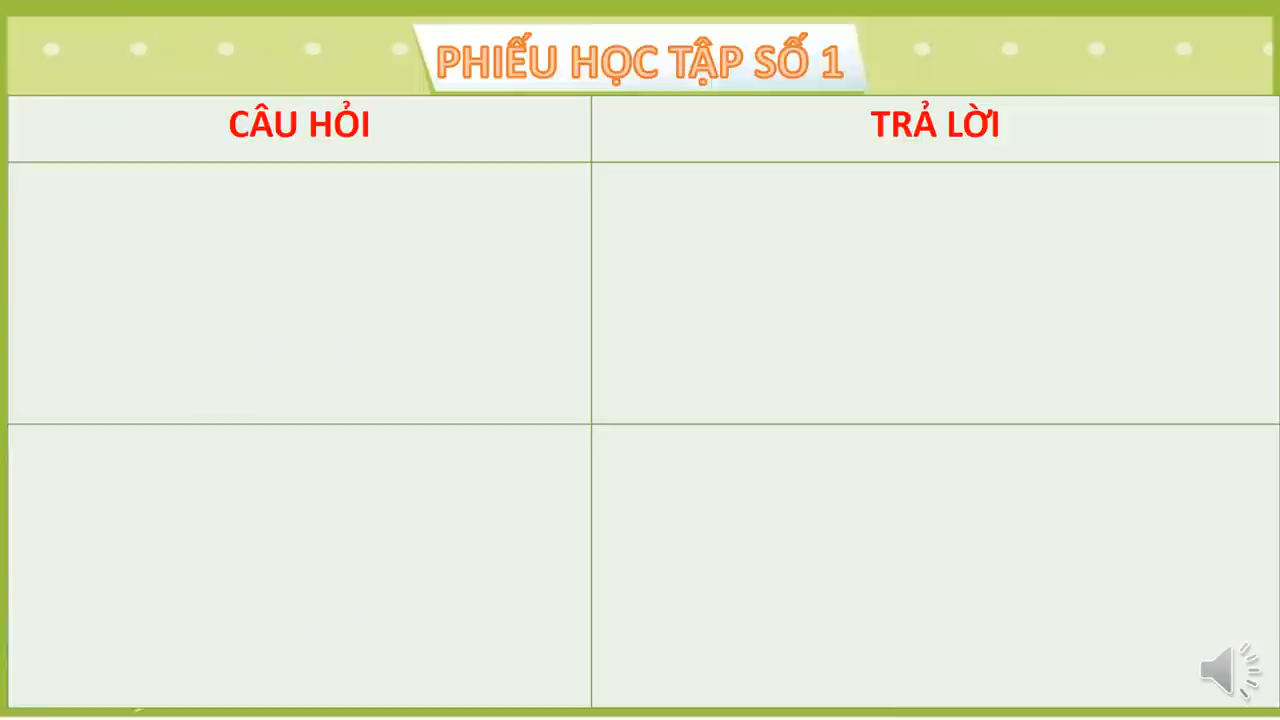 PHIẾU HỌC TẬP SỐ 1
CÂU HỎI
TRẢ LỜI